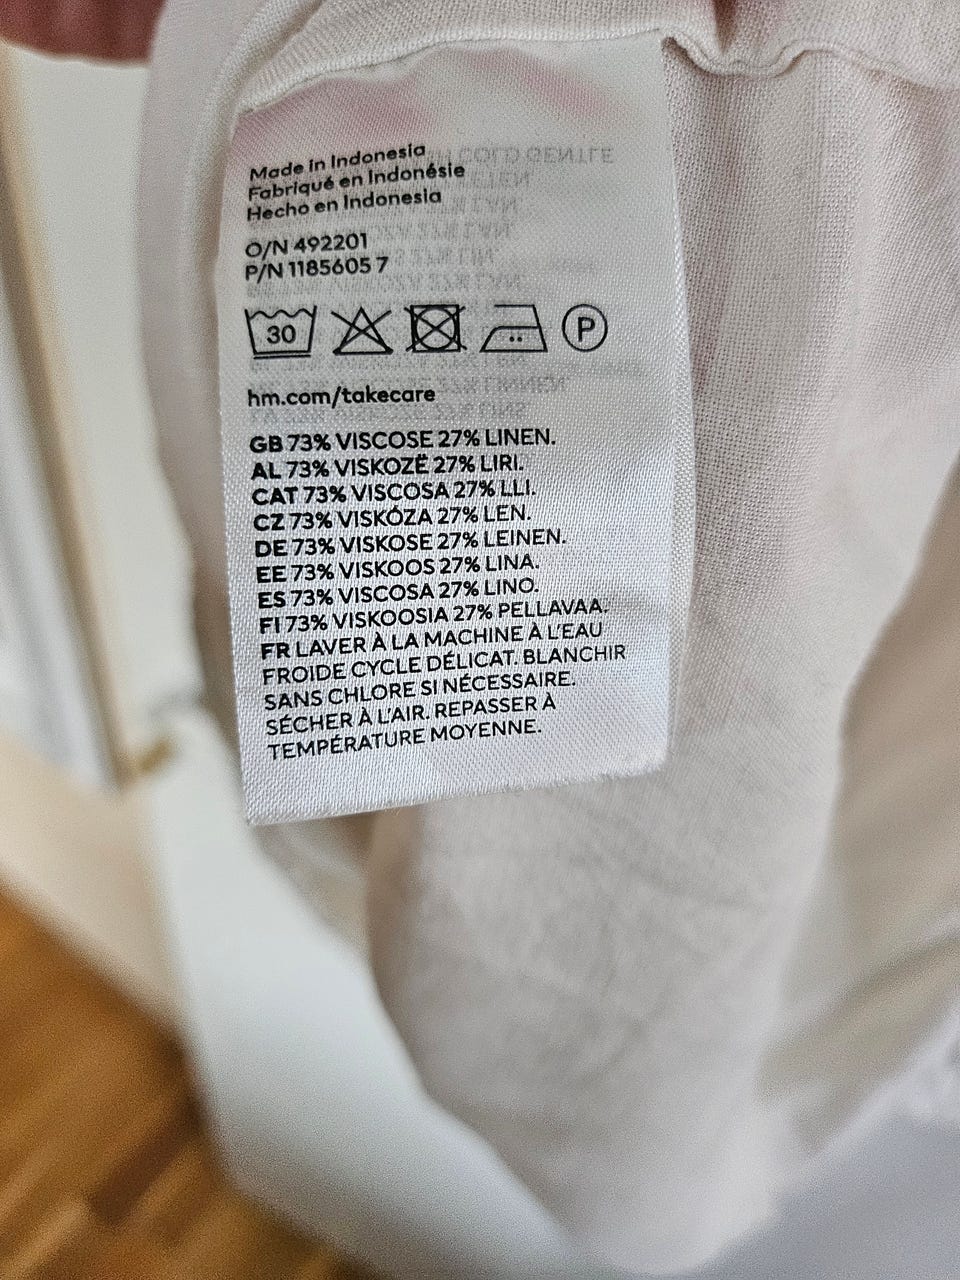 Made in Indonesia
Fabriqué en Indonésie
Hecho en Indonesia
O/N 492201
P/N 1185605 7
30 P
hm.com/takecare
GB 73% VISCOSE 27% LINEN.
AL 73% VISKOZË 27% LIRI.
CAT 73% VISCOSA 27% LLI.
CZ 73% VISKÓZA 27% LEN.
DE 73% VISKOSE 27% LEINEN.
EE 73% VISKOOS 27% LINA.
ES 73% VISCOSA 27% LINO.
FI 73% VISKOOSIA 27% PELLAVAA.
FR LAVER À LA MACHINE À L'EAU
FROIDE CYCLE DÉLICAT. BLANCHIR
SANS CHLORE SI NÉCESSAIRE.
SÉCHER À L'AIR. REPASSER À
TEMPÉRATURE MOYENNE.